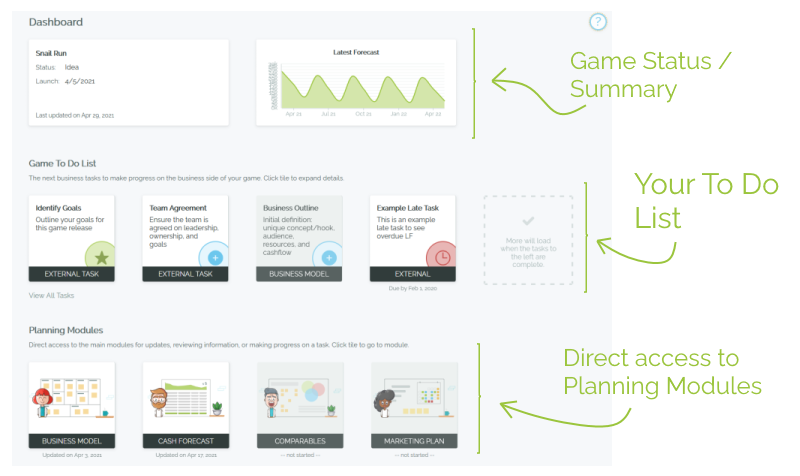 Dashboard
?
Snail Run
Status: Idea
Launch: 4/5/2021
Last updated on Apr 29, 2021
Latest Forecast
Apr 21 Jul 21 Oct 21 Jan 22 Apr 22
Game Status /
Summary
Game To Do List
The next business tasks to make progress on the business side of your game. Click tile to expand details.
Identify Goals
Outline your goals for
this game release
EXTERNAL TASK
Team Agreement
Ensure the team is
agreed on leadership,
ownership, and
goals
EXTERNAL TASK
Business Outline
Initial definition:
unique concept/hook,
audience,
resources, and
cashflow
BUSINESS MODEL
Example Late Task
This is an example
late task to see
overdue LF
EXTERNAL
Due by Feb 1, 2020
More will load
when the tasks to
the left are
complete.
View All Tasks
Your To Do
List
Planning Modules
Direct access to the main modules for updates, reviewing information, or making progress on a task. Click tile to go to module.
BUSINESS MODEL
Updated on Apr 3, 2021
CASH FORECAST
Updated on Apr 17, 2021
COMPARABLES
-- not started --
MARKETING PLAN
-- not started --
Direct access to
Planning Modules